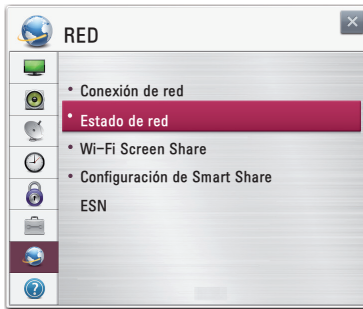 RED
• Conexión de red
• Estado de red
• Wi-Fi Screen Share
• Configuración de Smart Share
ESN